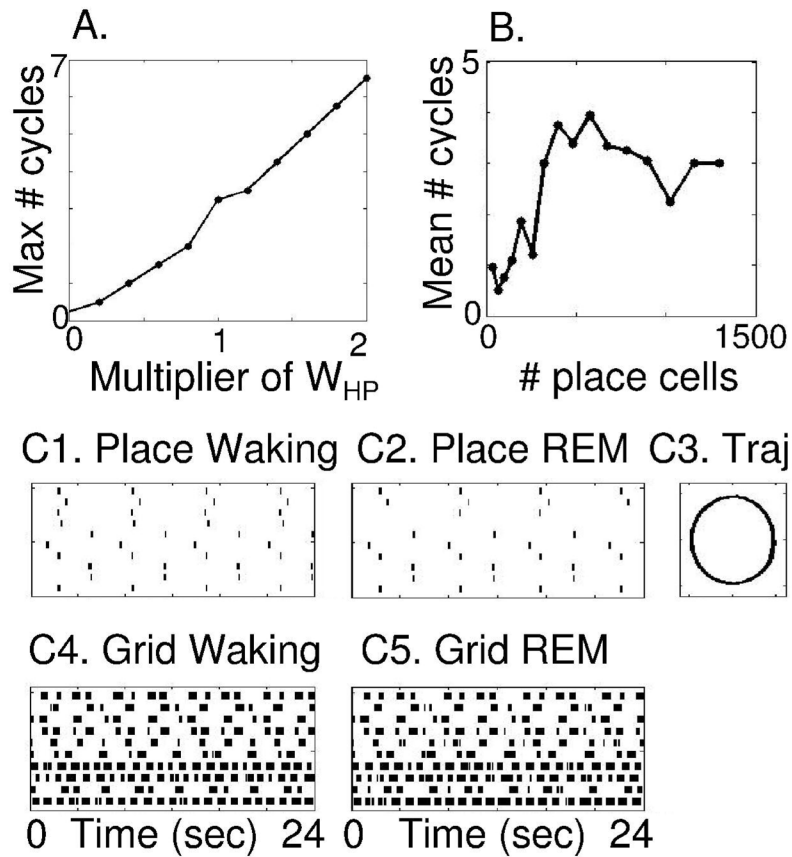 A.
7
Max # cycles
0
0 1 2
Multiplier of W_HP
B.
5
Mean # cycles
0
0 1500
# place cells
C1. Place Waking
C2. Place REM
C3. Traj
C4. Grid Waking
C5. Grid REM
0 Time (sec) 24
0 Time (sec) 24